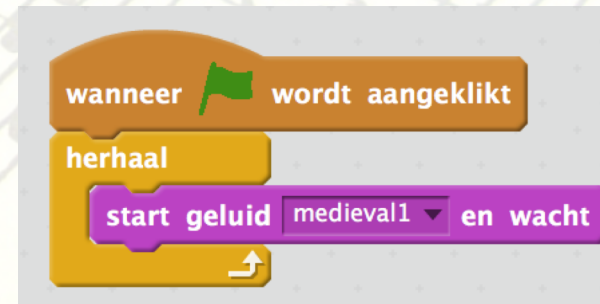 wanneer wordt aangeklikt
herhaal
start geluid medieval1 en wacht